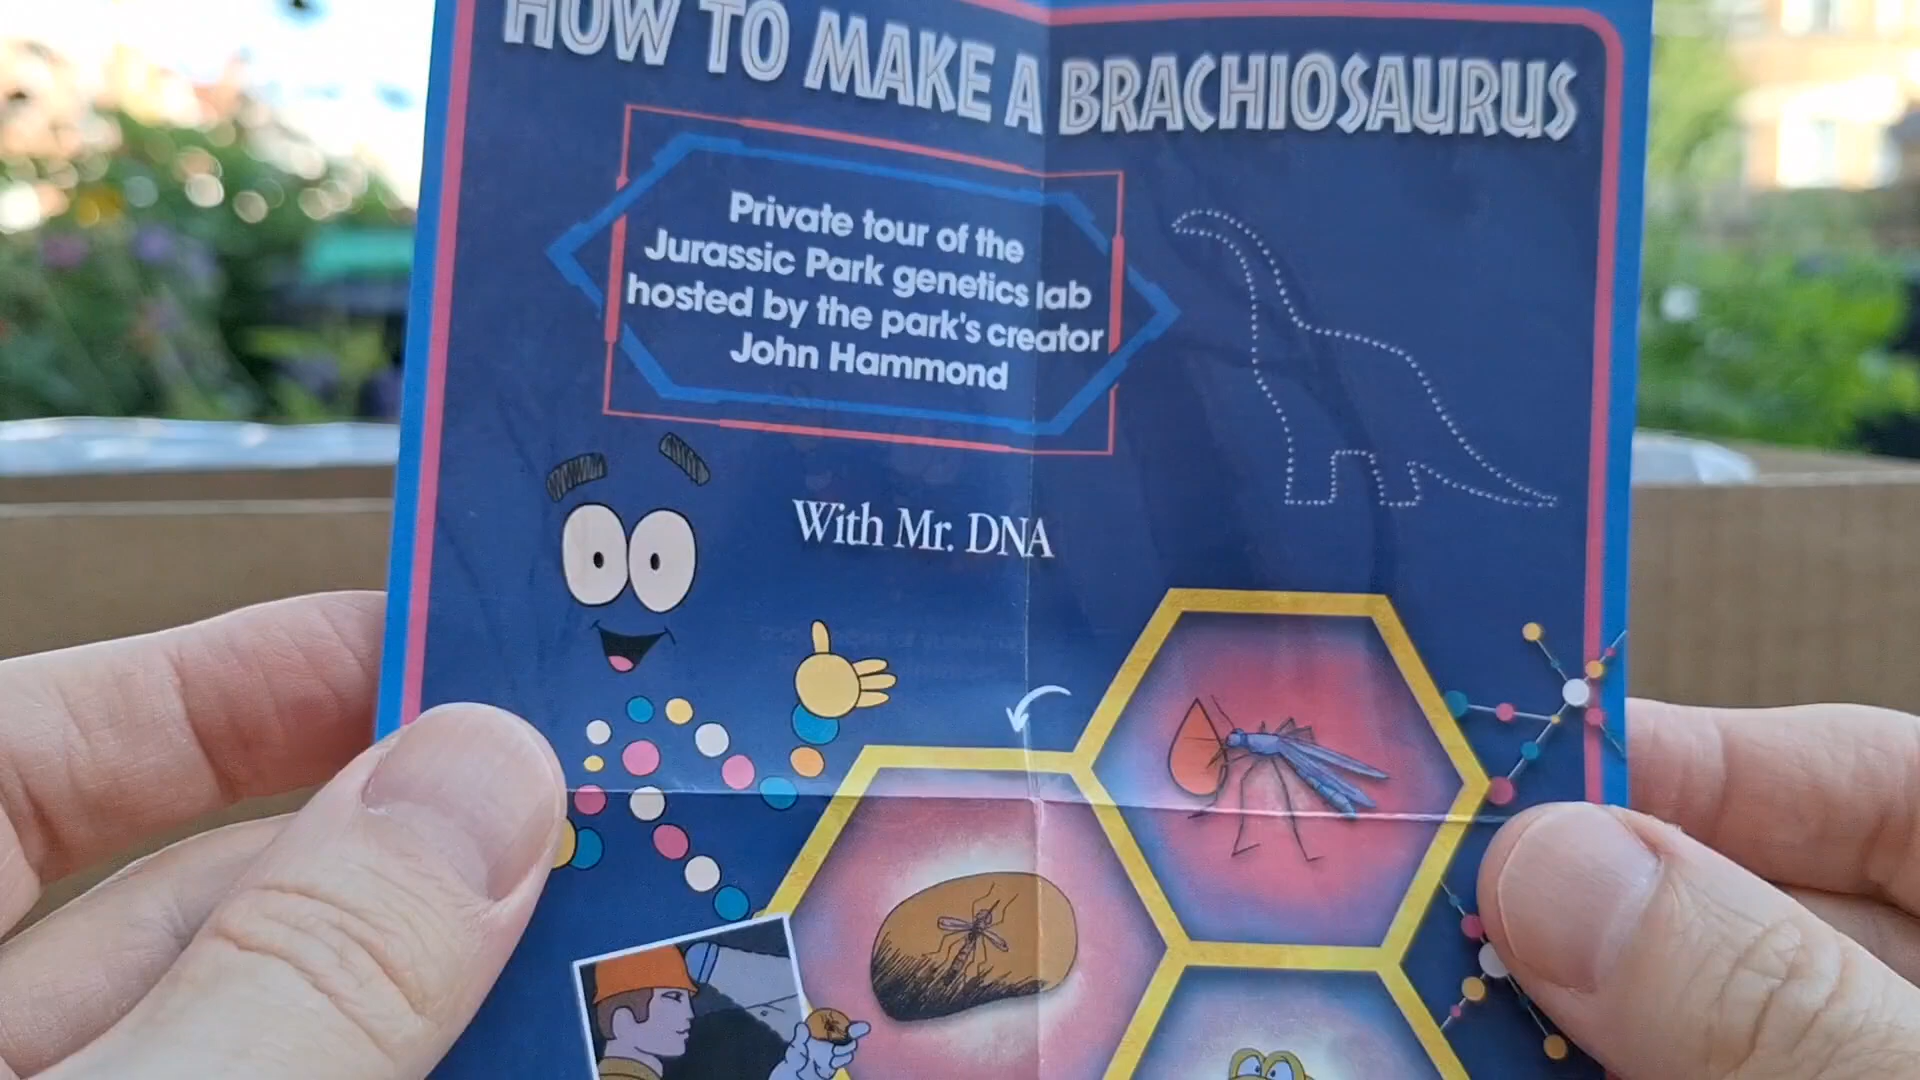 HOW TO MAKE A BRACHIOSAURUS
Private tour of the
Jurassic Park genetics lab
hosted by the park's creator
John Hammond
With Mr. DNA